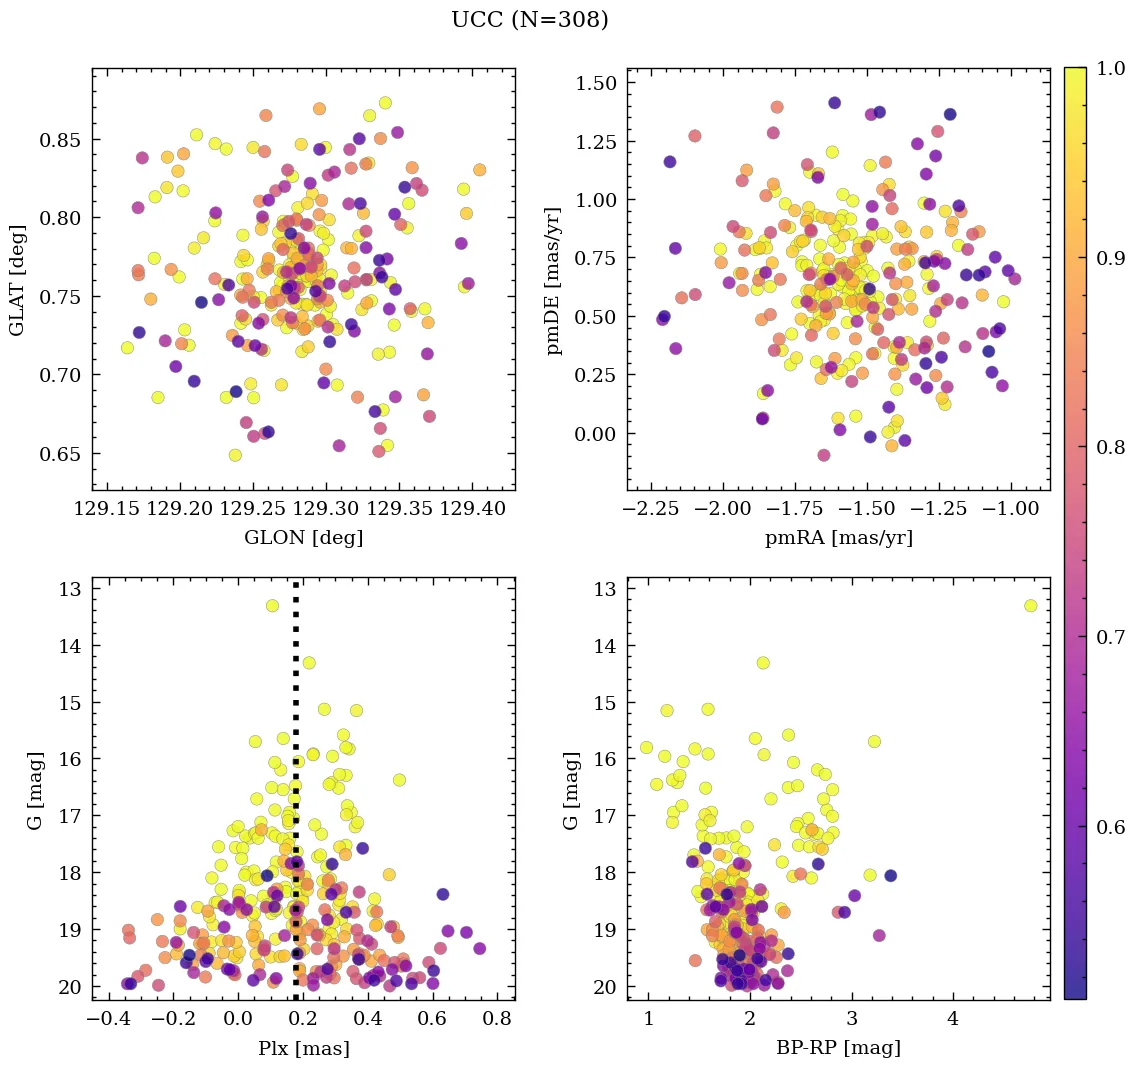 UCC (N=308)
0.85
0.80
0.75
0.70
0.65
GLAT [deg]
129.15 129.20 129.25 129.30 129.35 129.40
GLON [deg]
1.50
1.25
1.00
0.75
0.50
0.25
0.00
pmDE [mas/yr]
−2.25 −2.00 −1.75 −1.50 −1.25 −1.00
pmRA [mas/yr]
1.0
0.9
0.8
0.7
0.6
13
14
15
16
17
18
19
20
G [mag]
−0.4 −0.2 0.0 0.2 0.4 0.6 0.8
Plx [mas]
13
14
15
16
17
18
19
20
G [mag]
1 2 3 4
BP-RP [mag]